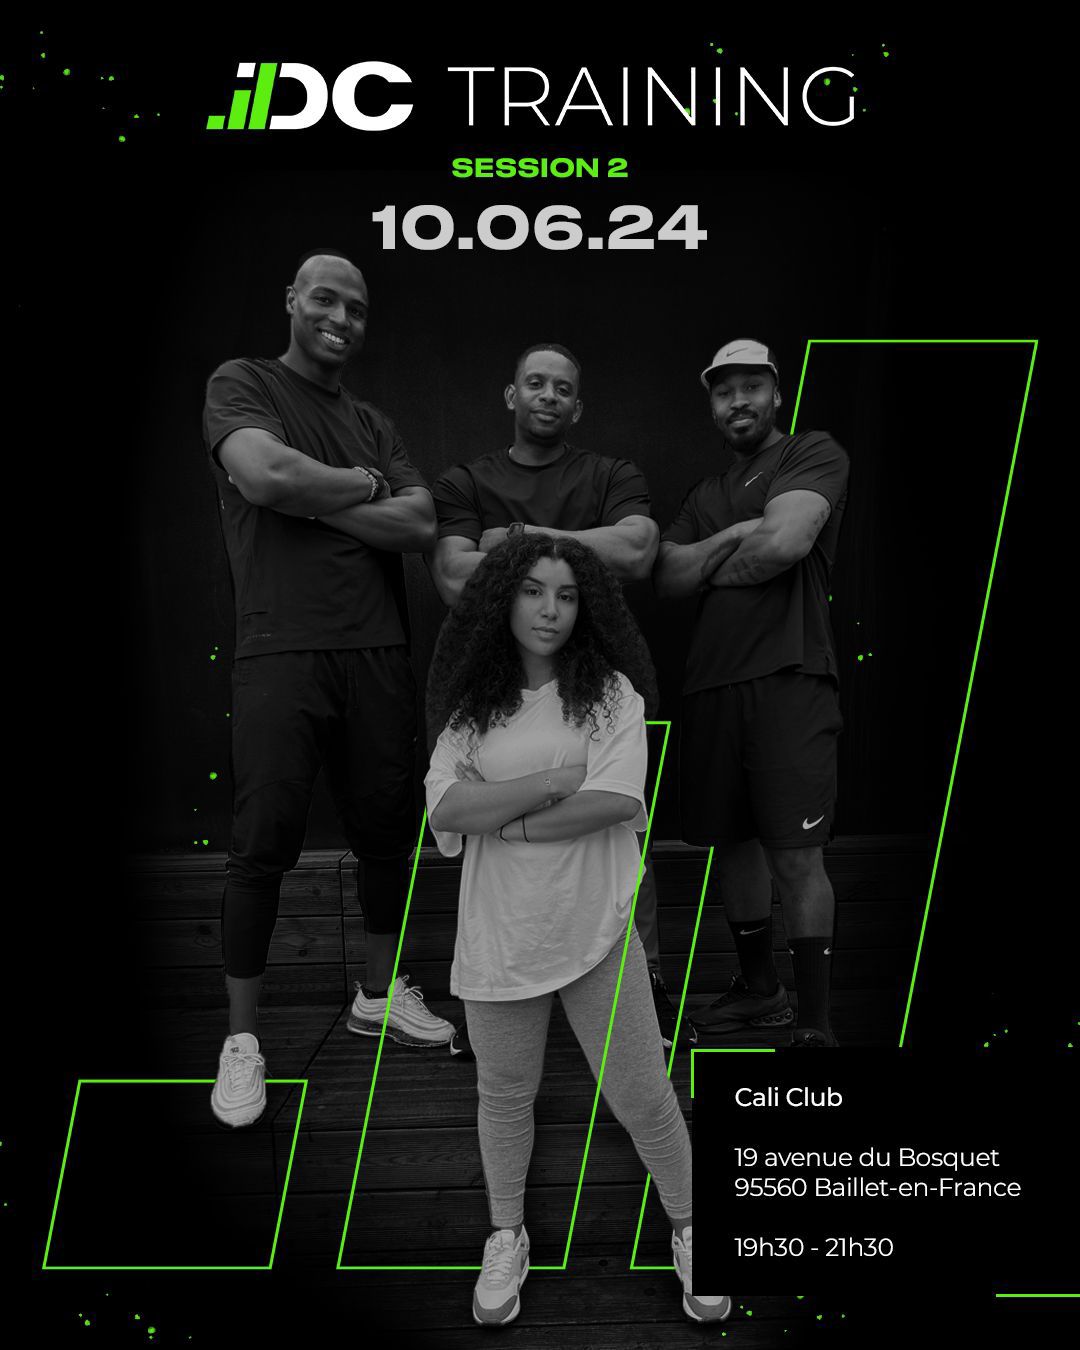 iDC TRAINING
SESSION 2
10.06.24
Cali Club
19 avenue du Bosquet
95560 Baillet-en-France
19h30 - 21h30